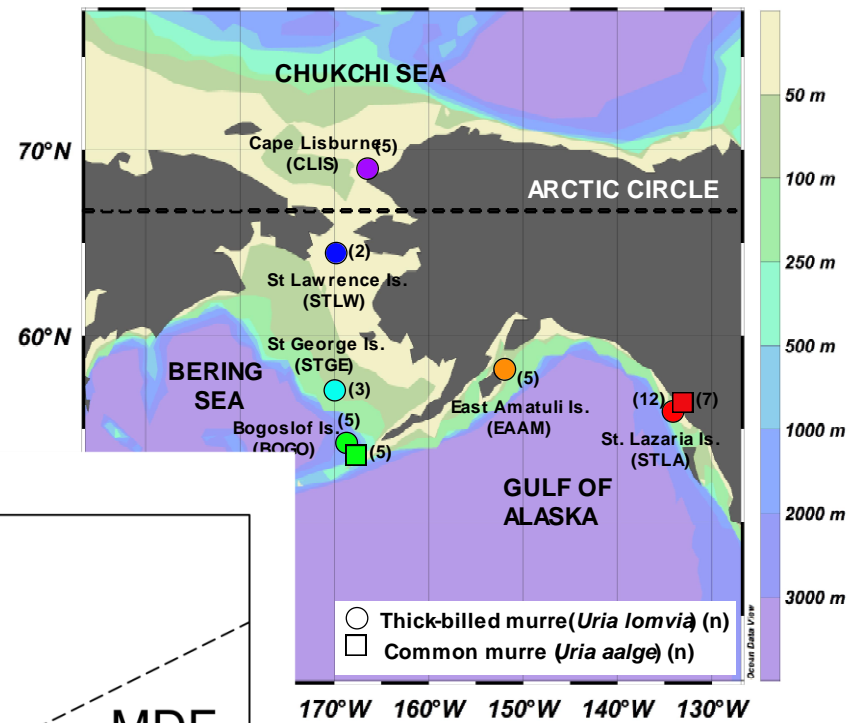 CHUKCHI SEA
50 m
70°N
Cape Lisburne (5)
(CLIS)
100 m
ARCTIC CIRCLE
(2)
250 m
St Lawrence Is.
(STLW)
60°N
500 m
St George Is.
(STGE)
BERING
SEA
(3)
(5)
East Amatuli Is.
(EAAM)
(12)
(7)
1000 m
Bogoslof Is.
(5)
(BOGO)
(5)
St. Lazaria Is.
(STLA)
GULF OF
ALASKA
2000 m
3000 m
Thick-billed murre(Uria lomvia) (n)
Common murre (Uria aalge) (n)
Ocean Data View
MDF
170°W 160°W 150°W 140°W 130°W